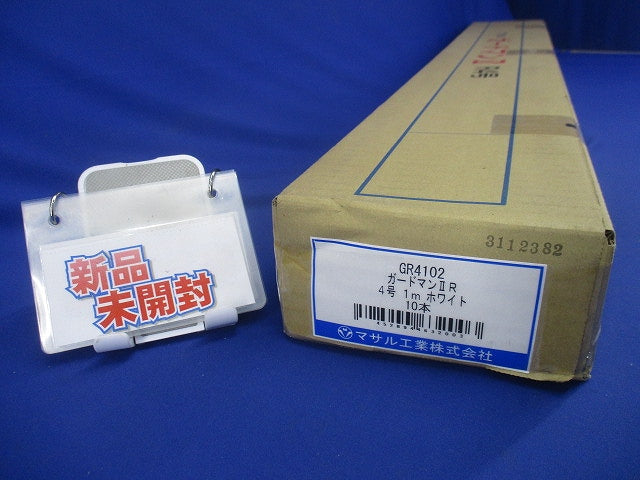 新品
未開封
3112382
GR4102
ガードマンⅡR
4号 1m ホワイト
10本
マサル工業株式会社